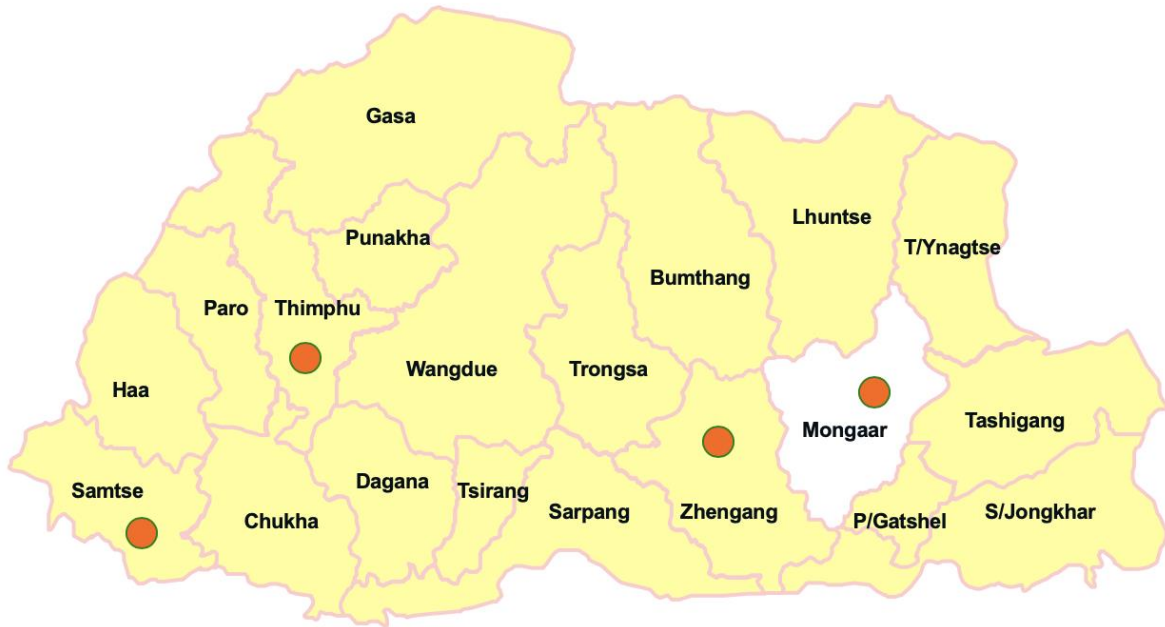 Gasa
Lhuntse
Punakha
T/Ynagtse
Bumthang
Paro
Thimphu
Haa
Wangdue
Trongsa
Mongaar
Tashigang
Samtse
Dagana
Tsirang
Chukha
Sarpang
Zhengang
P/Gatshel
S/Jongkhar